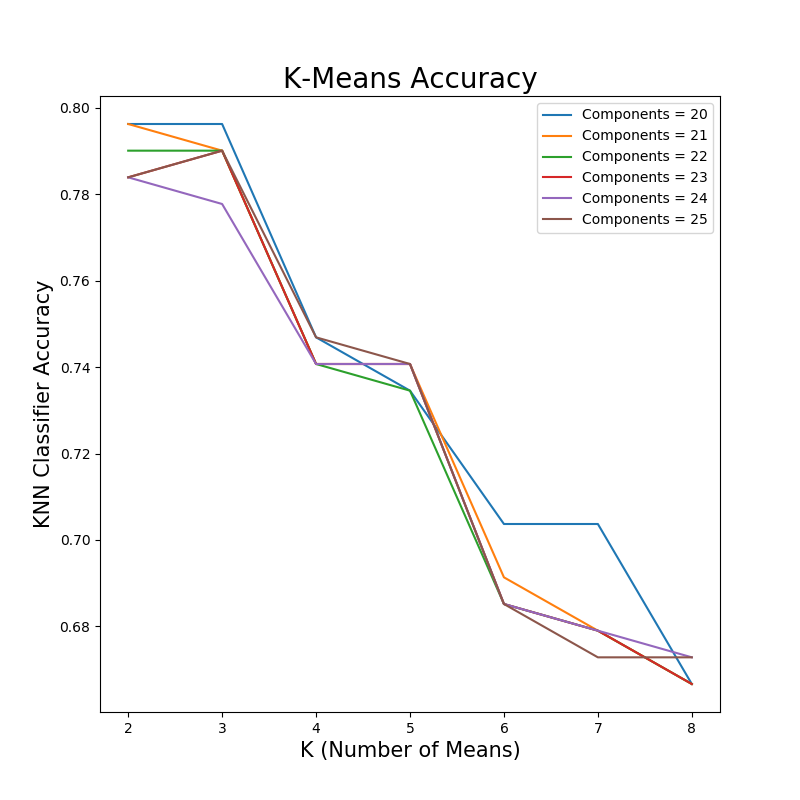 K-Means Accuracy
Components = 20
Components = 21
Components = 22
Components = 23
Components = 24
Components = 25
0.80
0.78
0.76
0.74
0.72
0.70
0.68
KNN Classifier Accuracy
2 3 4 5 6 7 8
K (Number of Means)